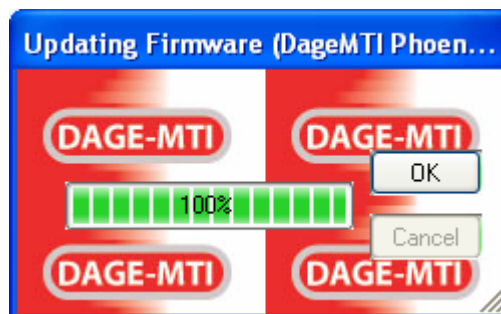 Updating Firmware (DageMTI Phoen...
DAGE-MTI DAGE-MTI
OK
100%
Cancel
DAGE-MTI DAGE-MTI